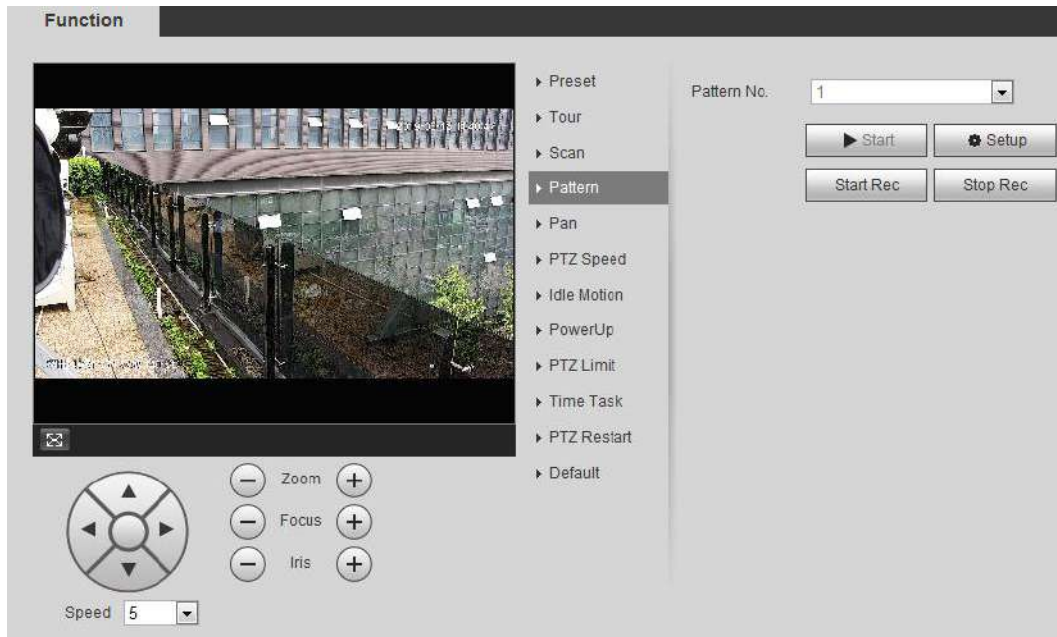 Function
Preset
Tour
Scan
Pattern
Pan
PTZ Speed
Idle Motion
PowerUp
PTZ Limit
Time Task
PTZ Restart
Default
Pattern No.
1
Start
Setup
Start Rec
Stop Rec
Zoom
Focus
Iris
Speed
5